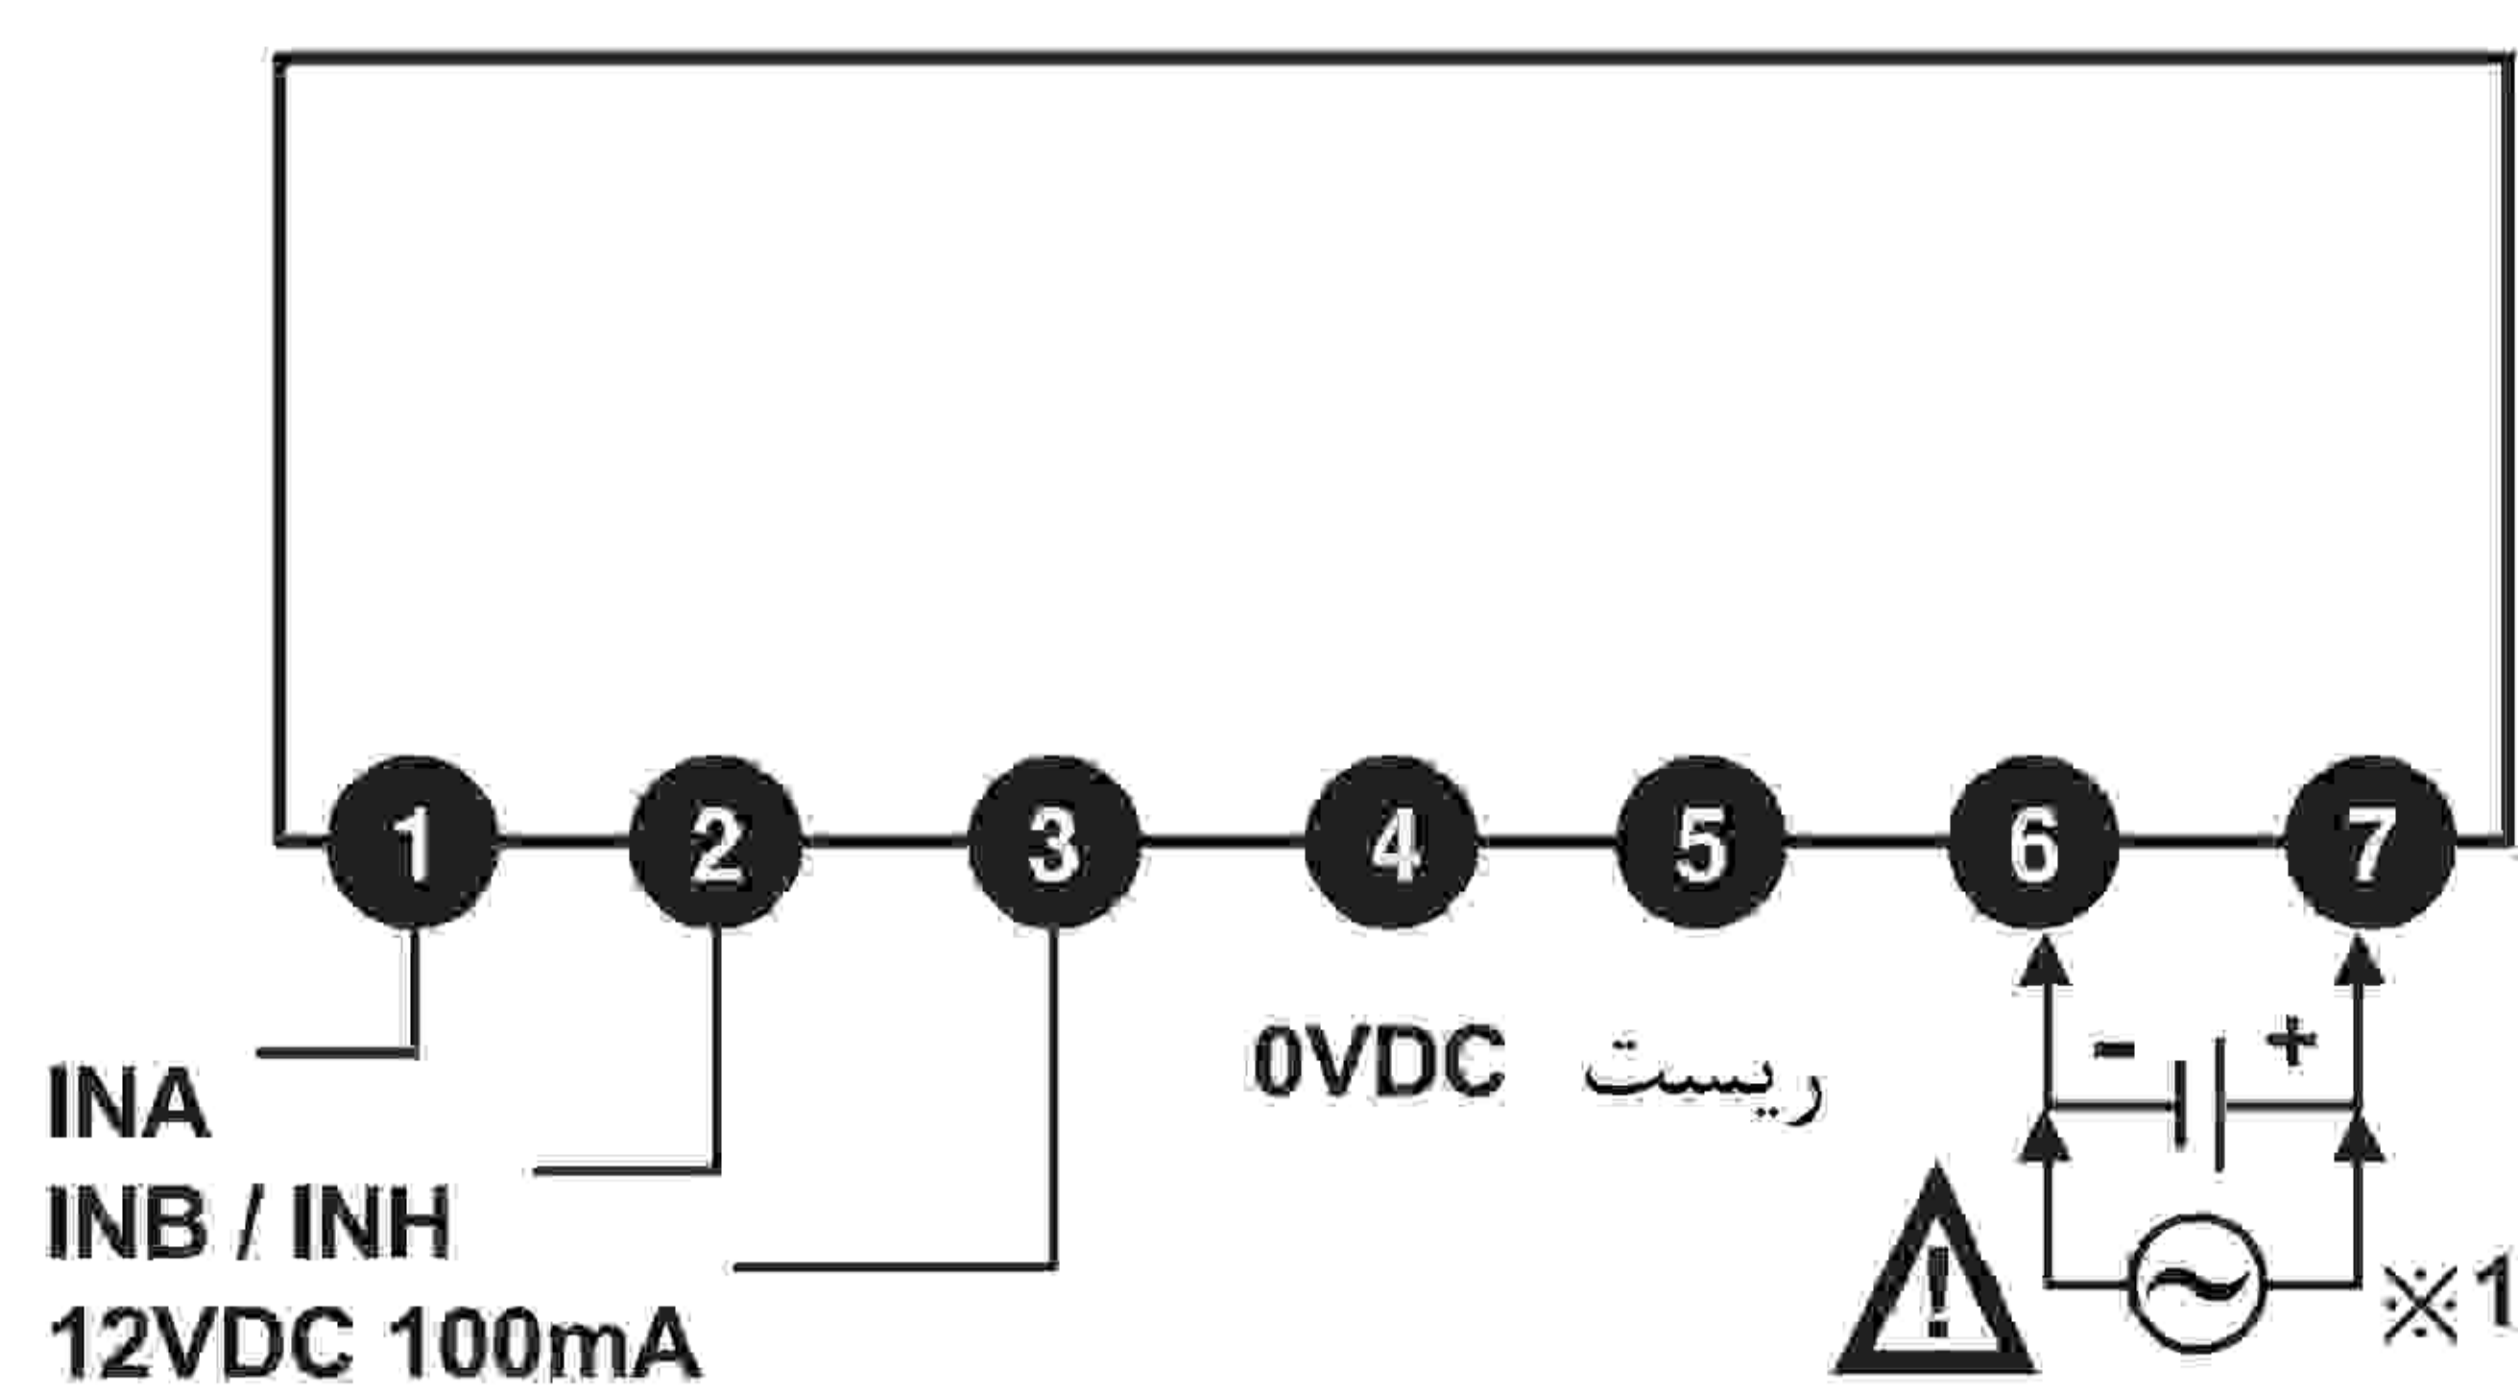 1 2 3 4 5 6 7
0VDC ریست
- +
INA
INB / INH
!
※1
12VDC 100mA